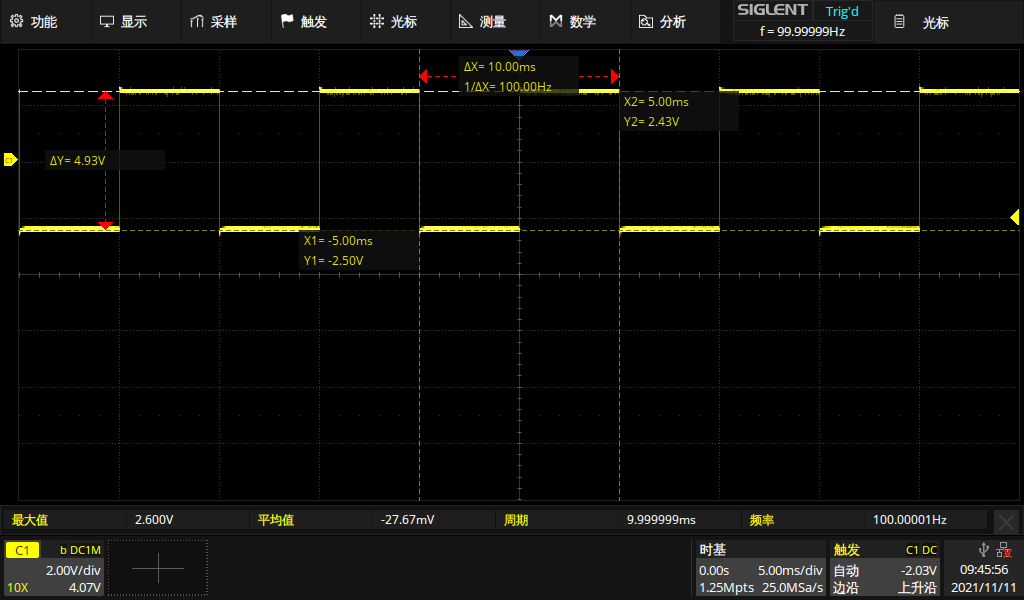 功能 显示 采样 触发 光标 测量 数学 分析 SIGLENT Trig'd 光标
f = 99.99999Hz
ΔX= 10.00ms
1/ΔX= 100.00Hz
X2= 5.00ms
Y2= 2.43V
C1
ΔY= 4.93V
X1= -5.00ms
Y1= -2.50V
最大值 2.600V 平均值 -27.67mV 周期 9.999999ms 频率 100.00001Hz
C1 b DC1M
2.00V/div
10X 4.07V
时基
0.00s 5.00ms/div
1.25Mpts 25.0MSa/s
触发 C1 DC
自动 -2.03V
边沿 上升沿
09:45:56
2021/11/11